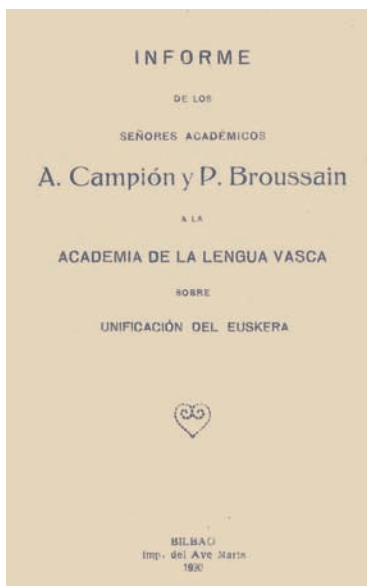 INFORME
DE LOS
SEÑORES ACADÉMICOS
A. Campión y P. Broussain
A LA
ACADEMIA DE LA LENGUA VASCA
SOBRE
UNIFICACIÓN DEL EUSKERA
BILBAO
Imp. del Ave María